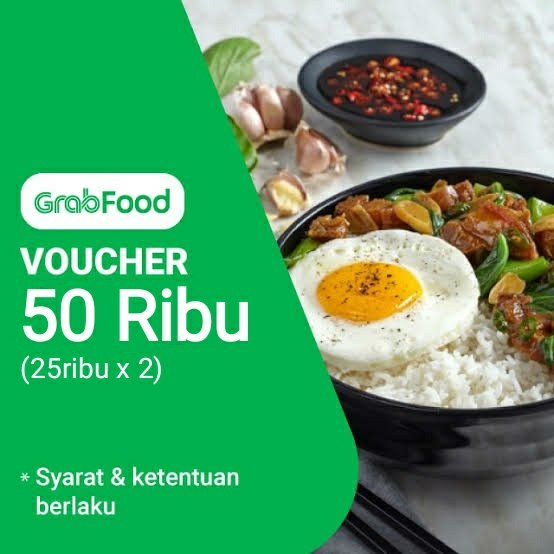 GrabFood
VOUCHER
50 Ribu
(25ribu x 2)
* Syarat & ketentuan
berlaku